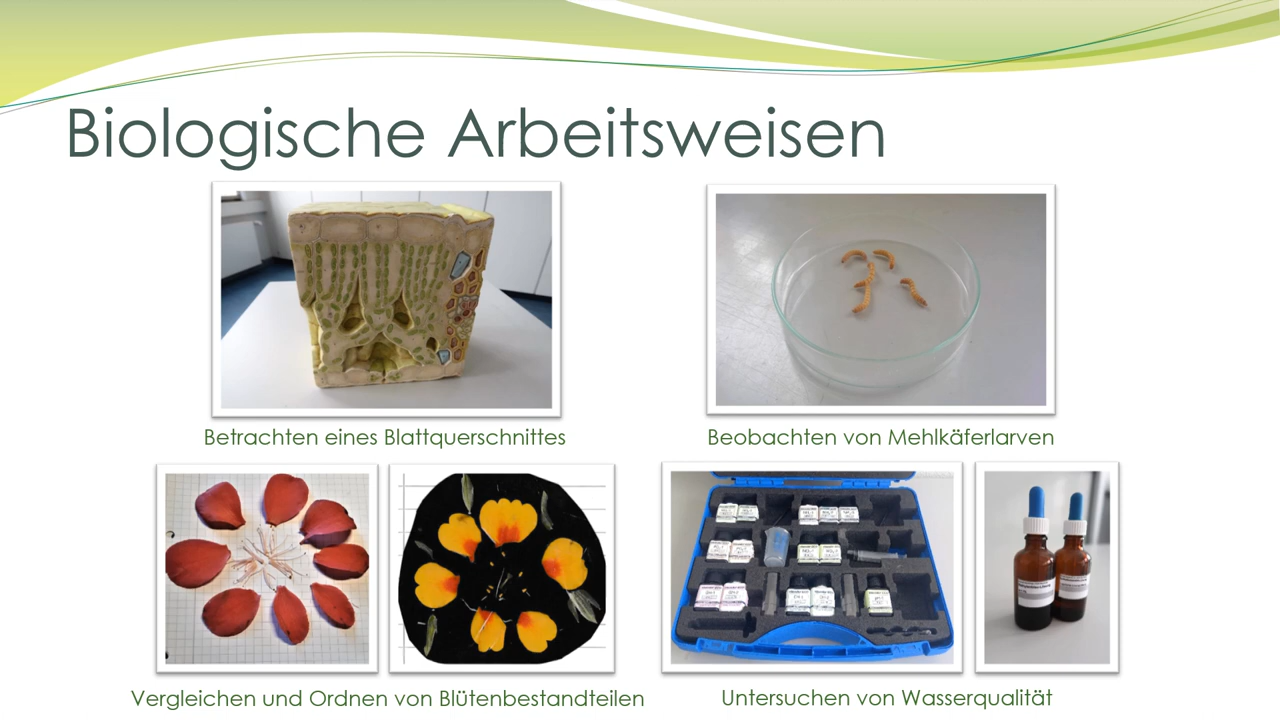 Biologische Arbeitsweisen
Betrachten eines Blattquerschnittes
Beobachten von Mehlkäferlarven
Vergleichen und Ordnen von Blütenbestandteilen
Untersuchen von Wasserqualität